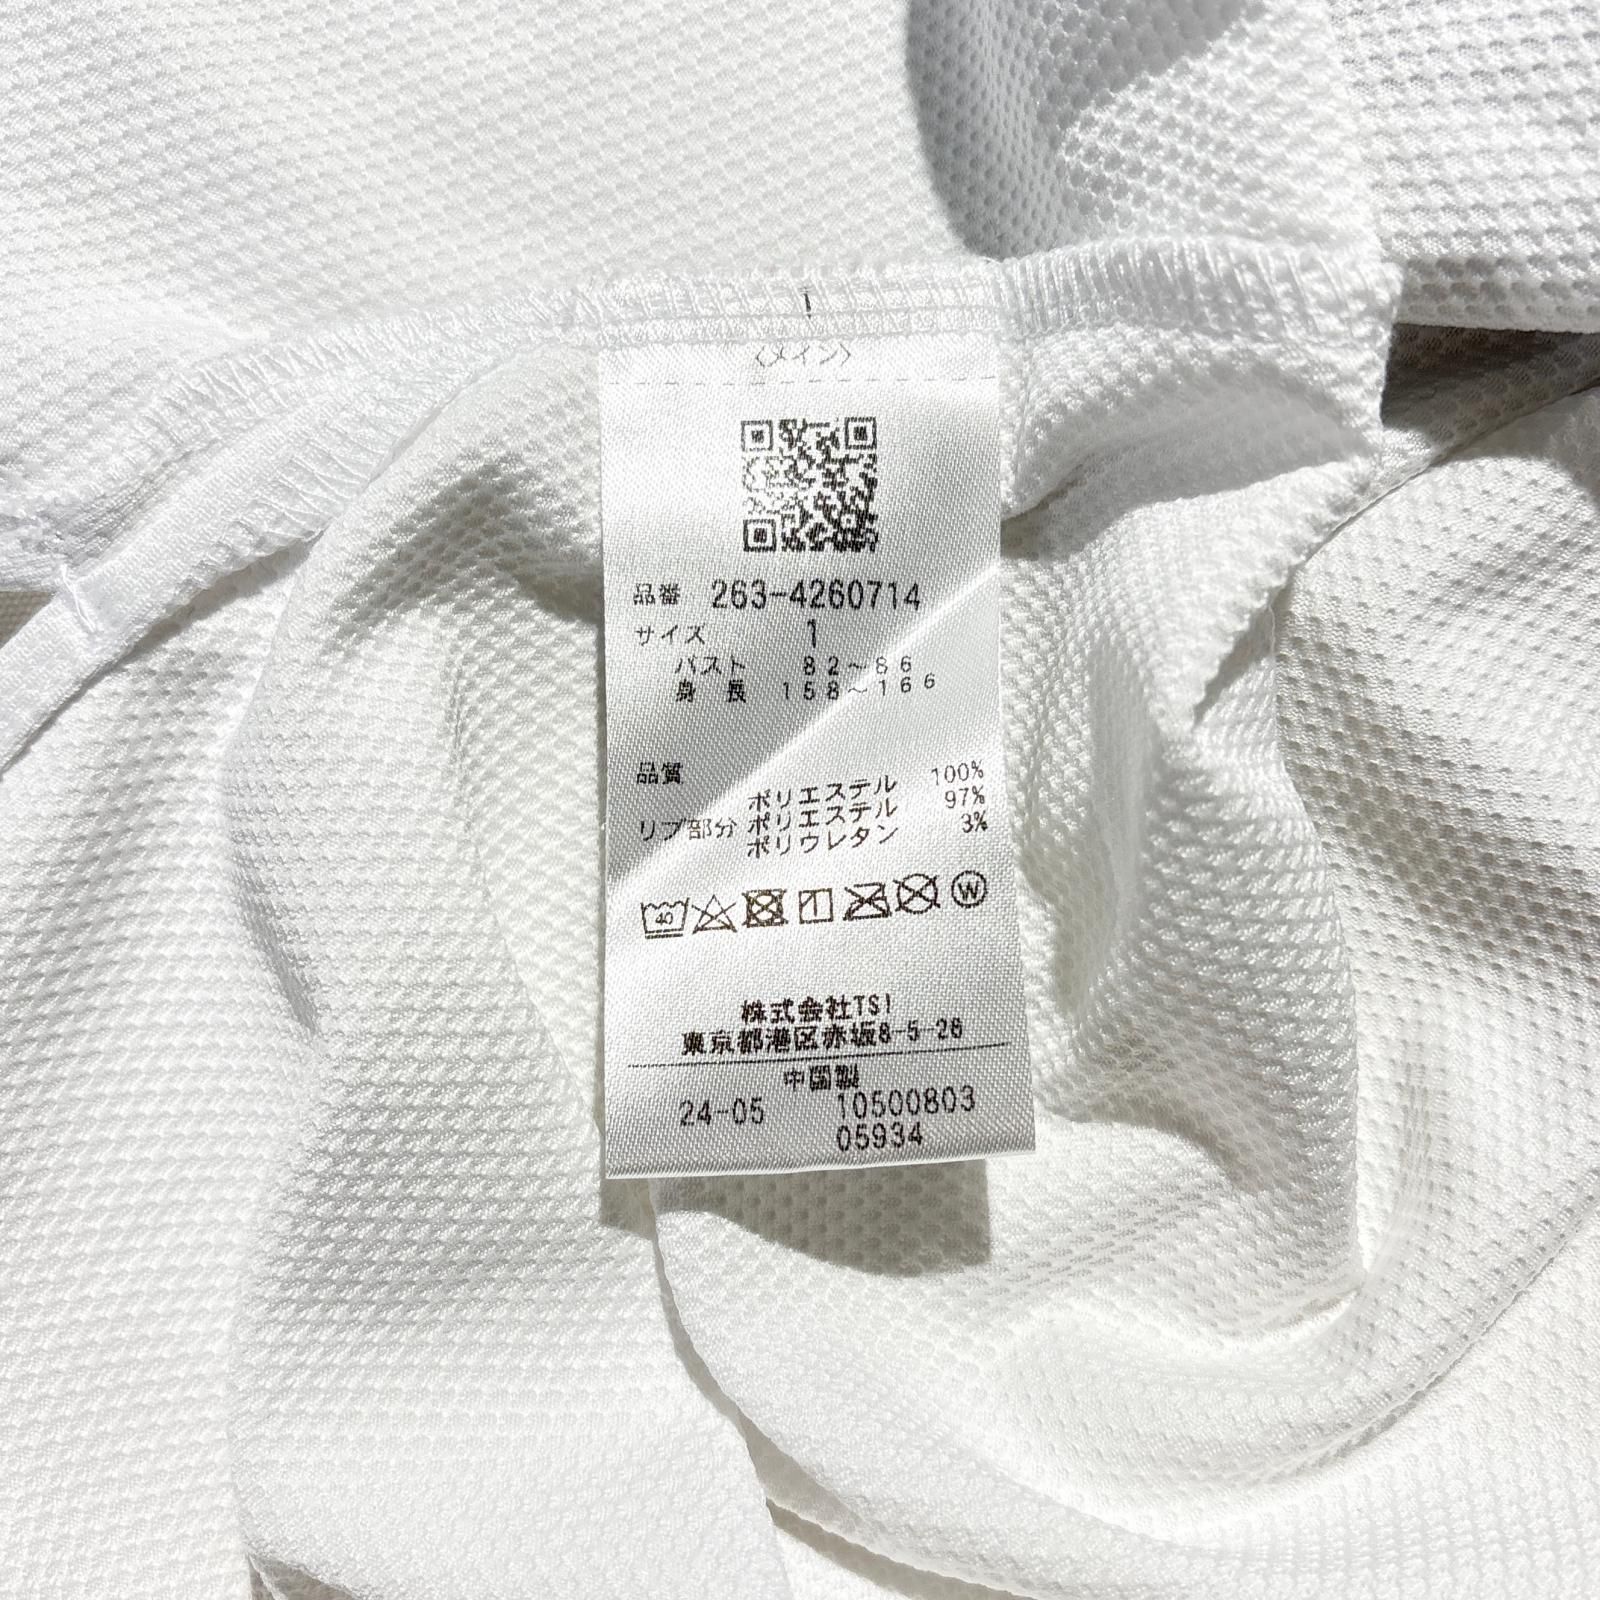 〈メイン〉
品番 263-4260714
サイズ 1
バスト 82～86
身長 158～166
品質
ポリエステル 100%
リブ部分 ポリエステル 97%
ポリウレタン 3%
40
W
株式会社TSI
東京都港区赤坂8-5-28
中国製
24-05 10500803
05934